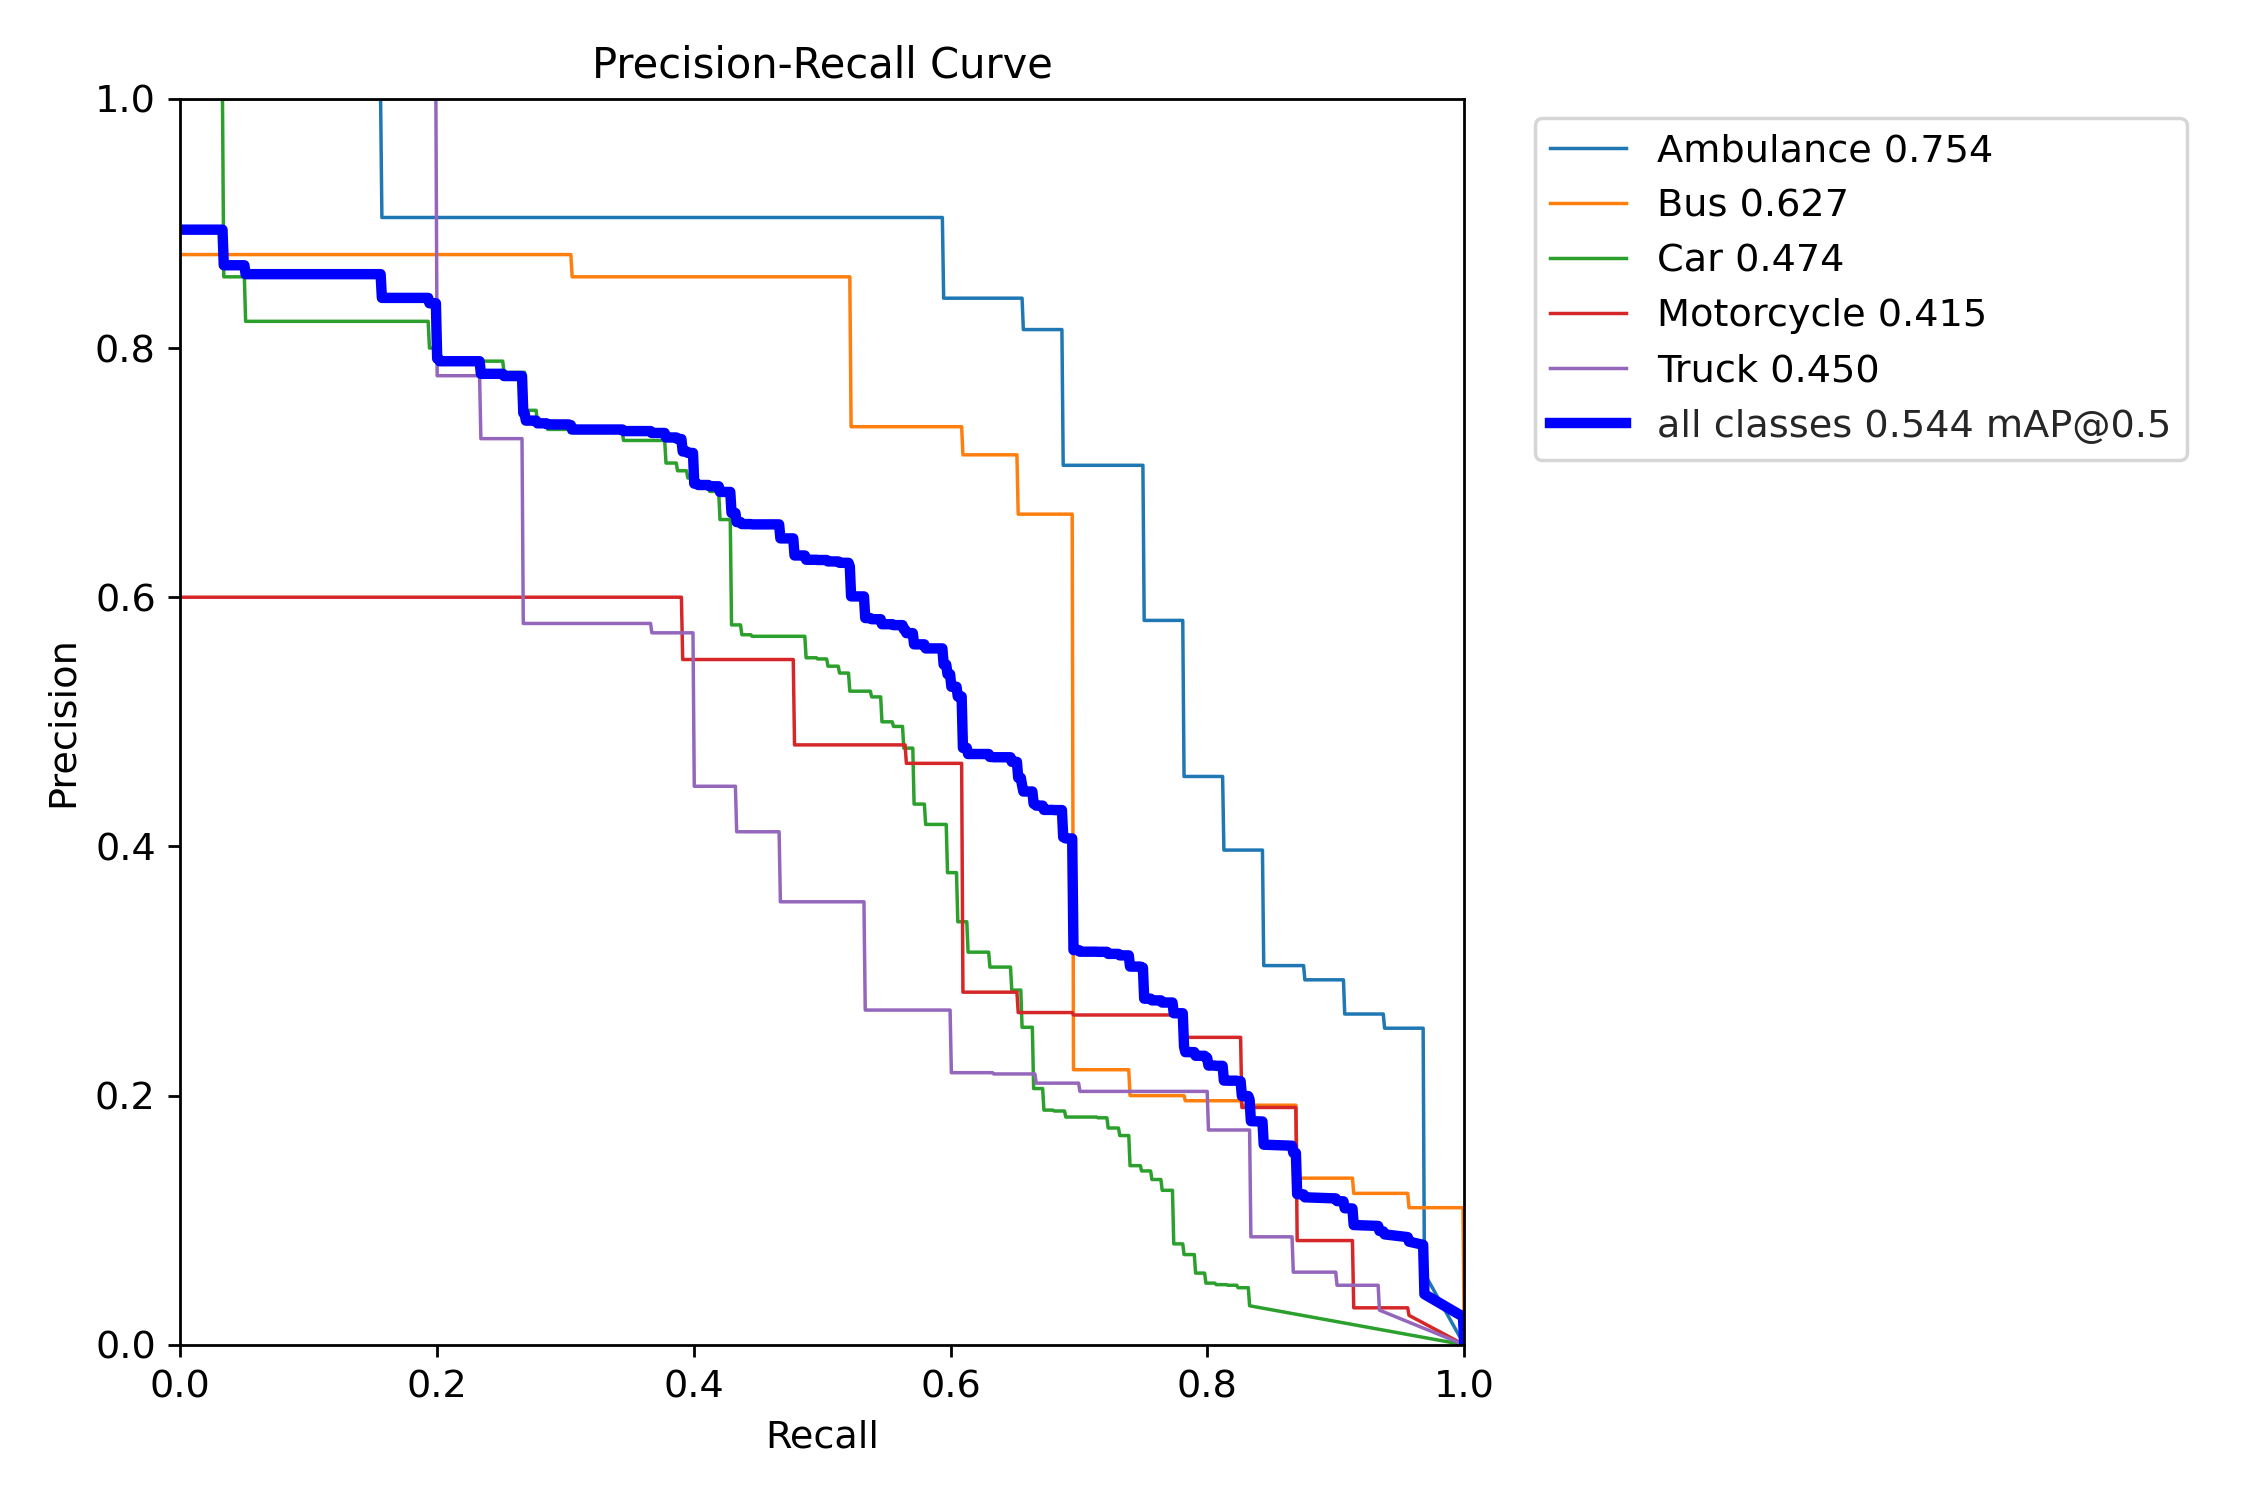 Precision-Recall Curve
1.0
0.8
0.6
0.4
0.2
0.0
Precision
0.0 0.2 0.4 0.6 0.8 1.0
Recall
Ambulance 0.754
Bus 0.627
Car 0.474
Motorcycle 0.415
Truck 0.450
all classes 0.544 mAP@0.5